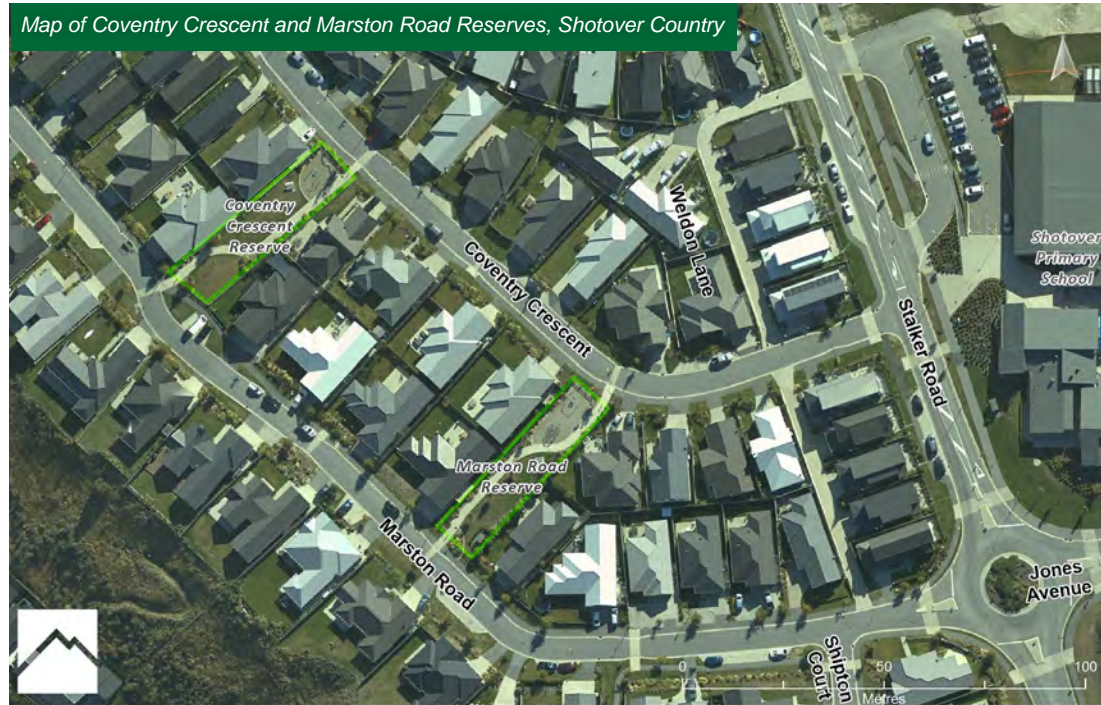 Map of Coventry Crescent and Marston Road Reserves, Shotover Country
Coventry
Crescent
Reserve
Weldon Lane
Shotover
Primary
School
Coventry Crescent
Stalker Road
Marston Road
Reserve
Marston Road
Jones
Avenue
Shipton
Court
0
50
100
Metres